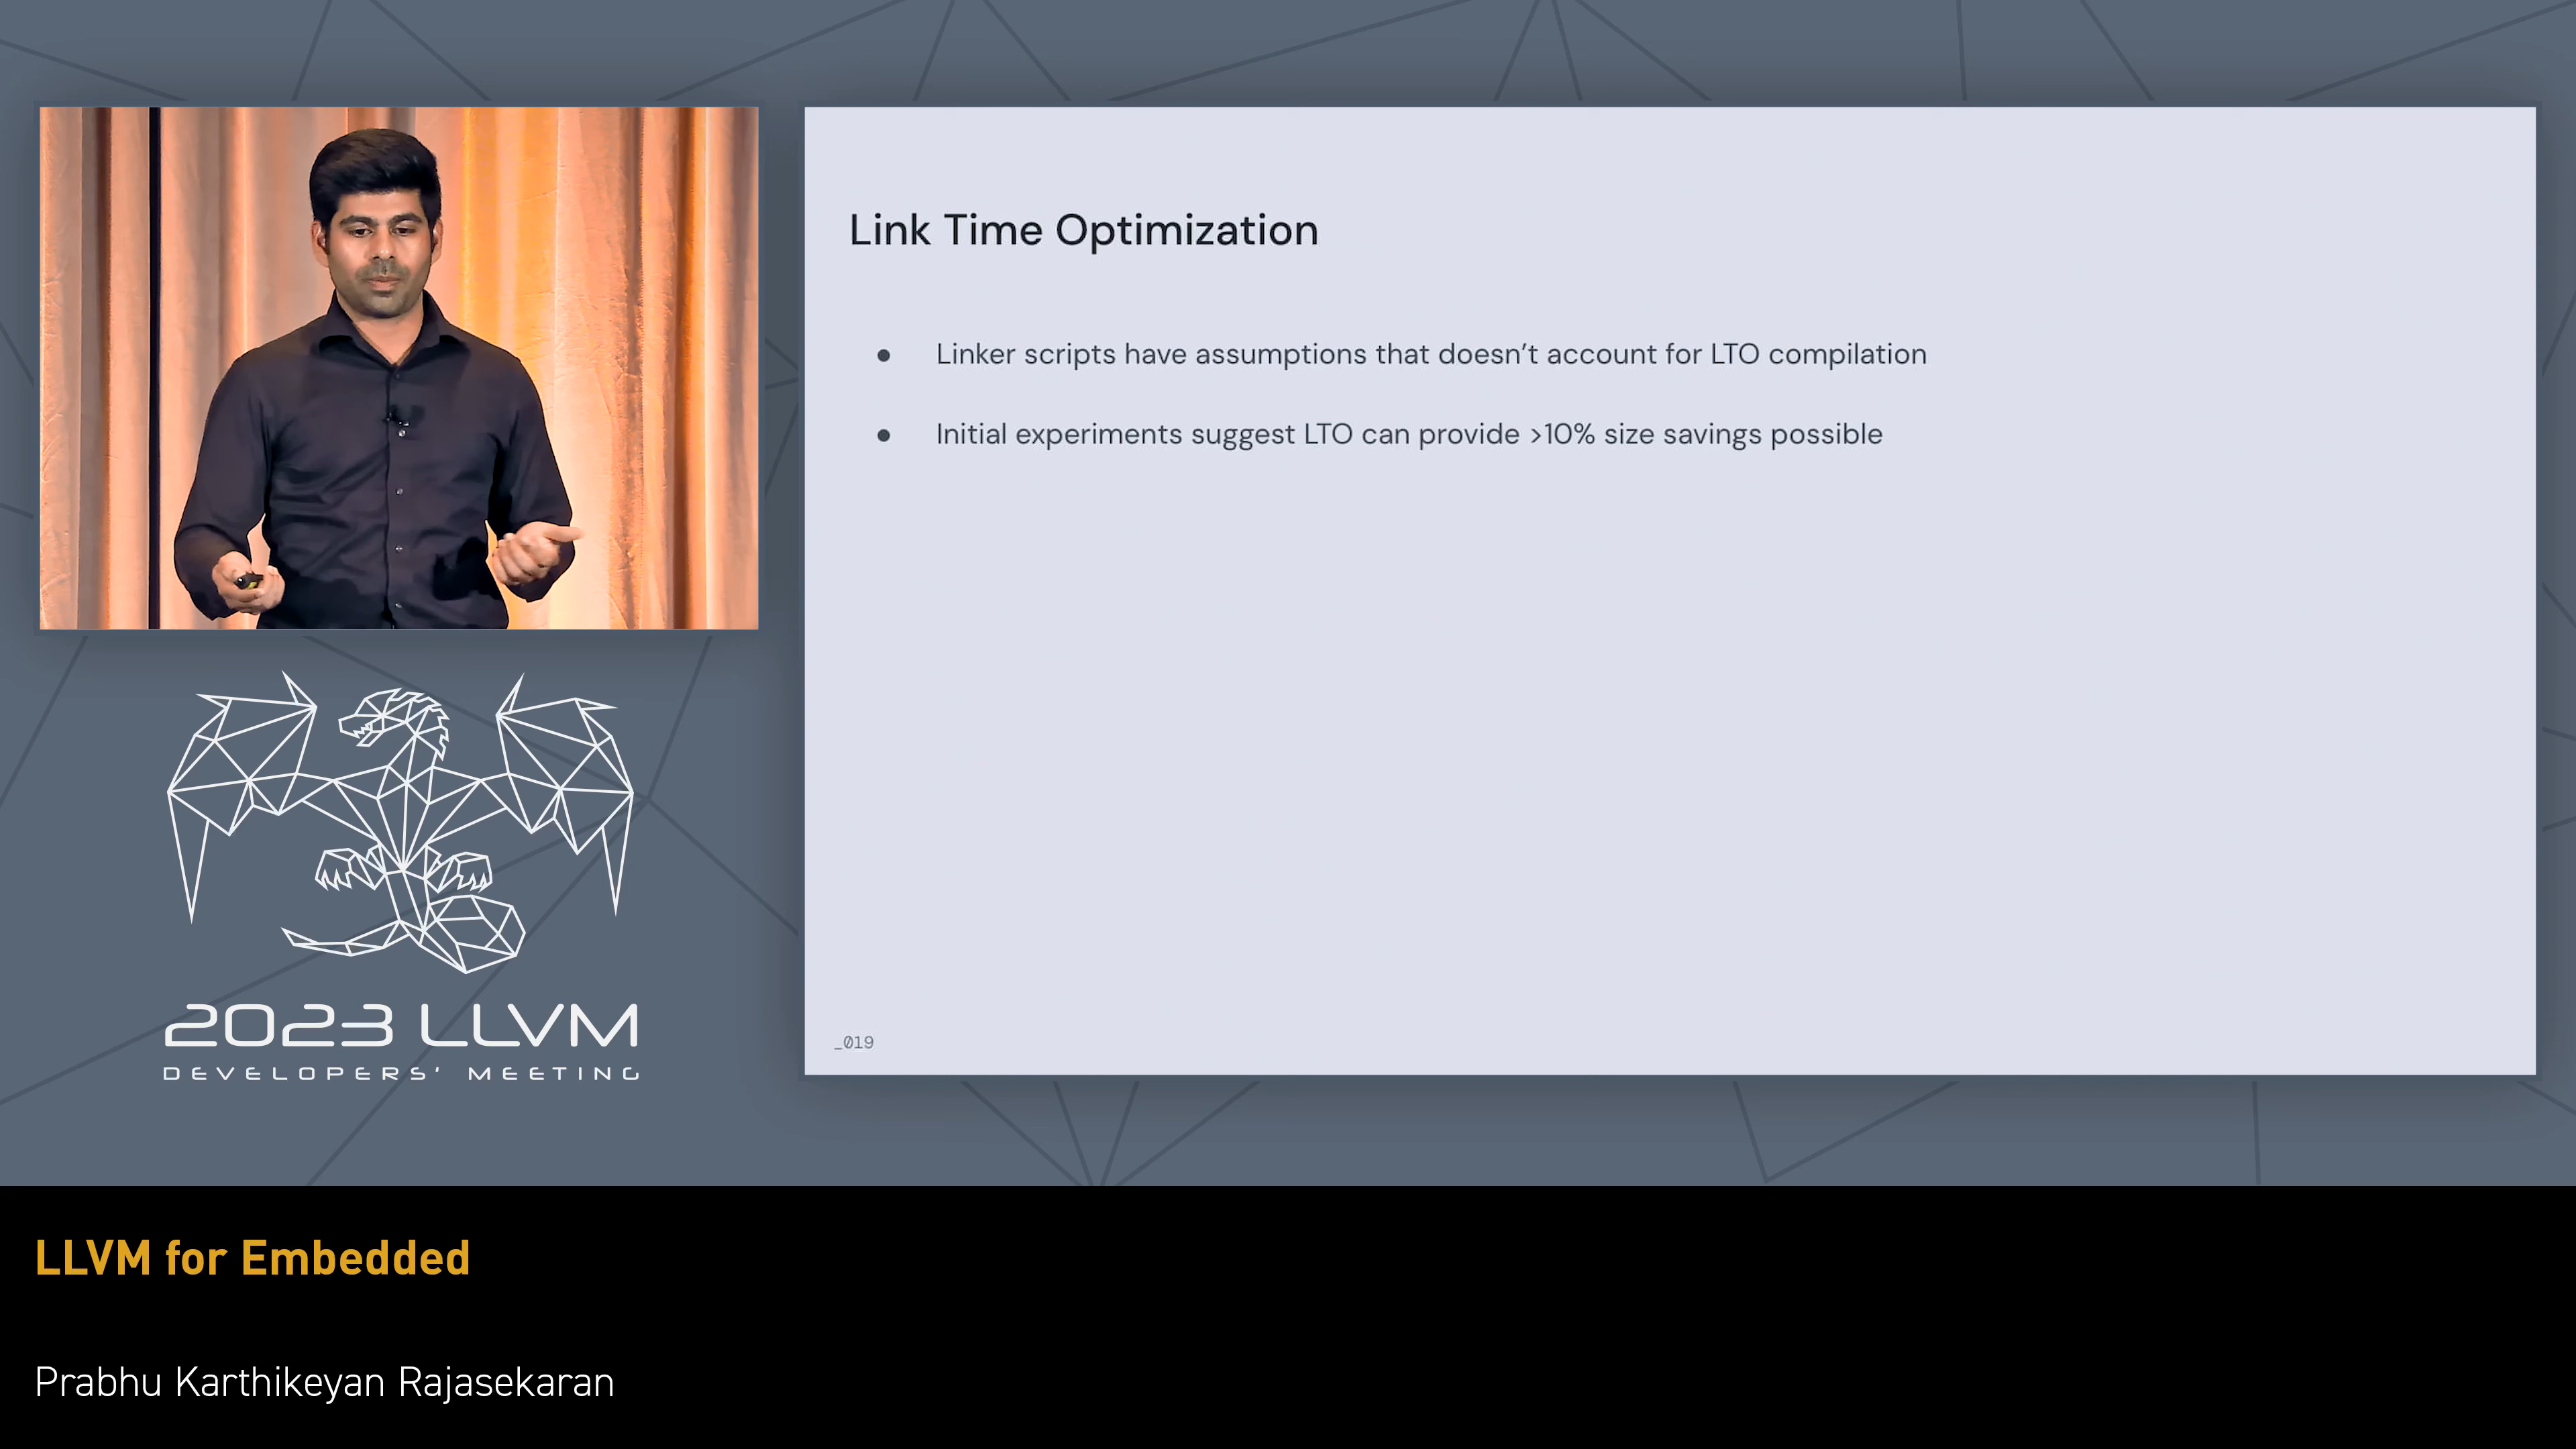 Link Time Optimization
● Linker scripts have assumptions that doesn't account for LTO compilation
● Initial experiments suggest LTO can provide >10% size savings possible
_019
2023 LLVM
DEVELOPERS' MEETING
LLVM for Embedded
Prabhu Karthikeyan Rajasekaran